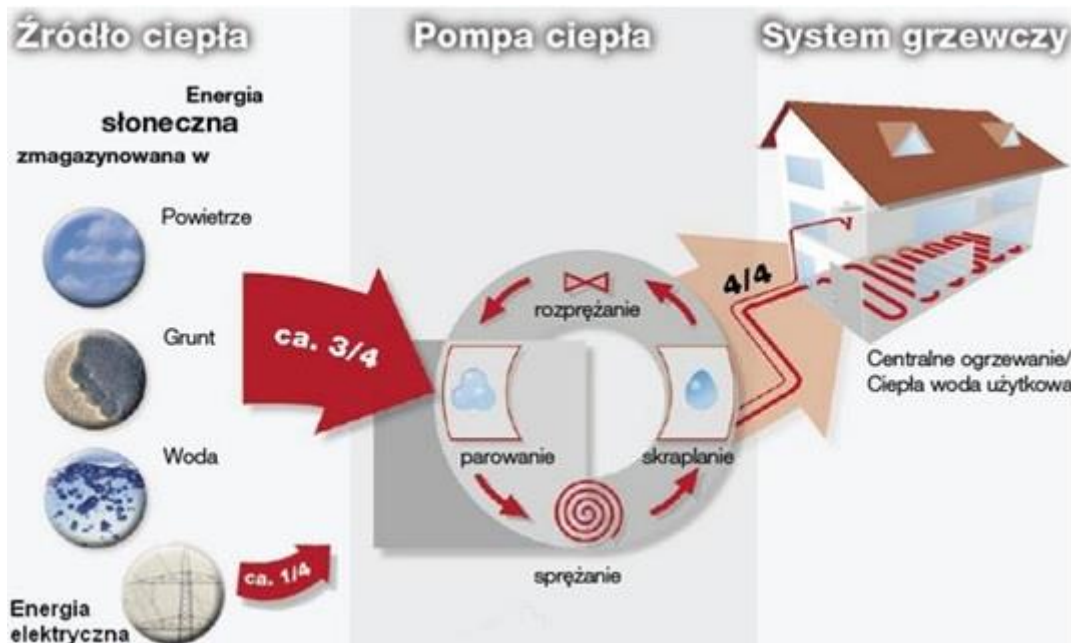 Źródło ciepła
Pompa ciepła
System grzewczy
Energia
słoneczna
zmagazynowana w
Powietrze
Grunt
Woda
Energia
elektryczna
ca. 3/4
ca. 1/4
rozprężanie
parowanie
skraplanie
sprężanie
4/4
Centralne ogrzewanie/
Ciepła woda użytkowa